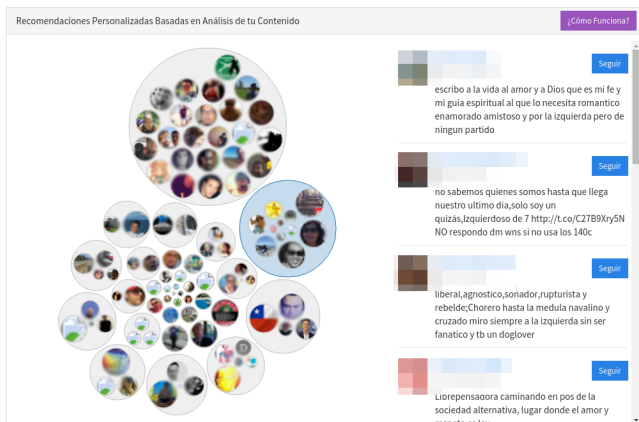 Recomendaciones Personalizadas Basadas en Análisis de tu Contenido
¿Cómo Funciona?
Seguir
escribo a la vida al amor y a Dios que es mi fe y
mi guia espiritual al que lo necesita romantico
enamorado amistoso y por la izquierda pero de
ningun partido
Seguir
no sabemos quienes somos hasta que llega
nuestro ultimo día,solo soy un
quizás,Izquierdoso de 7 http://t.co/C27B9Xry5N
NO respondo dm wns si no usa los 140c
Seguir
liberal,agnostico,soñador,rupturista y
rebelde;Chorero hasta la medula navalino y
cruzado miro siempre a la izquierda sin ser
fanatico y tb un doglover
Seguir
Librepensadora caminando en pos de la
sociedad alternativa, lugar donde el amor y